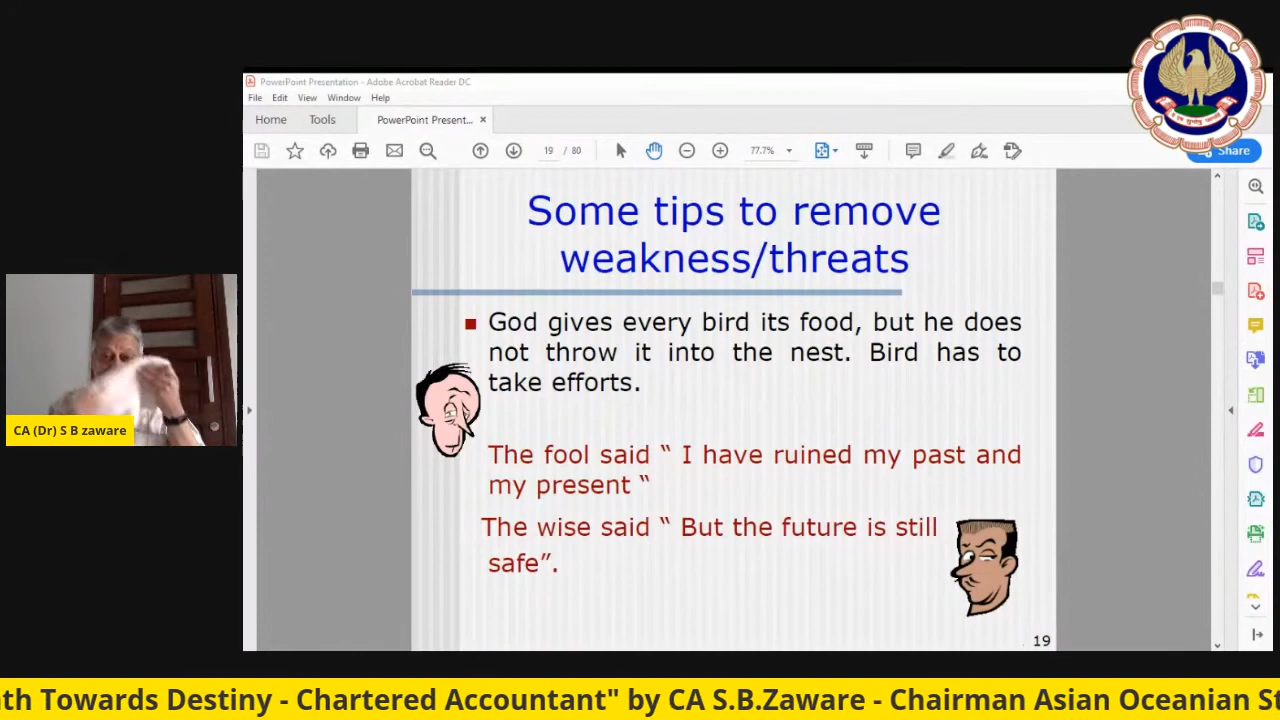 PowerPoint Presentation - Adobe Acrobat Reader DC
File Edit View Window Help
Home Tools PowerPoint Present... ×
19 / 80 77.7% Share
Some tips to remove
weakness/threats
God gives every bird its food, but he does
not throw it into the nest. Bird has to
take efforts.
The fool said “ I have ruined my past and
my present “
The wise said “ But the future is still
safe”.
19
CA (Dr) S B zaware
th Towards Destiny - Chartered Accountant" by CA S.B.Zaware - Chairman Asian Oceanian St